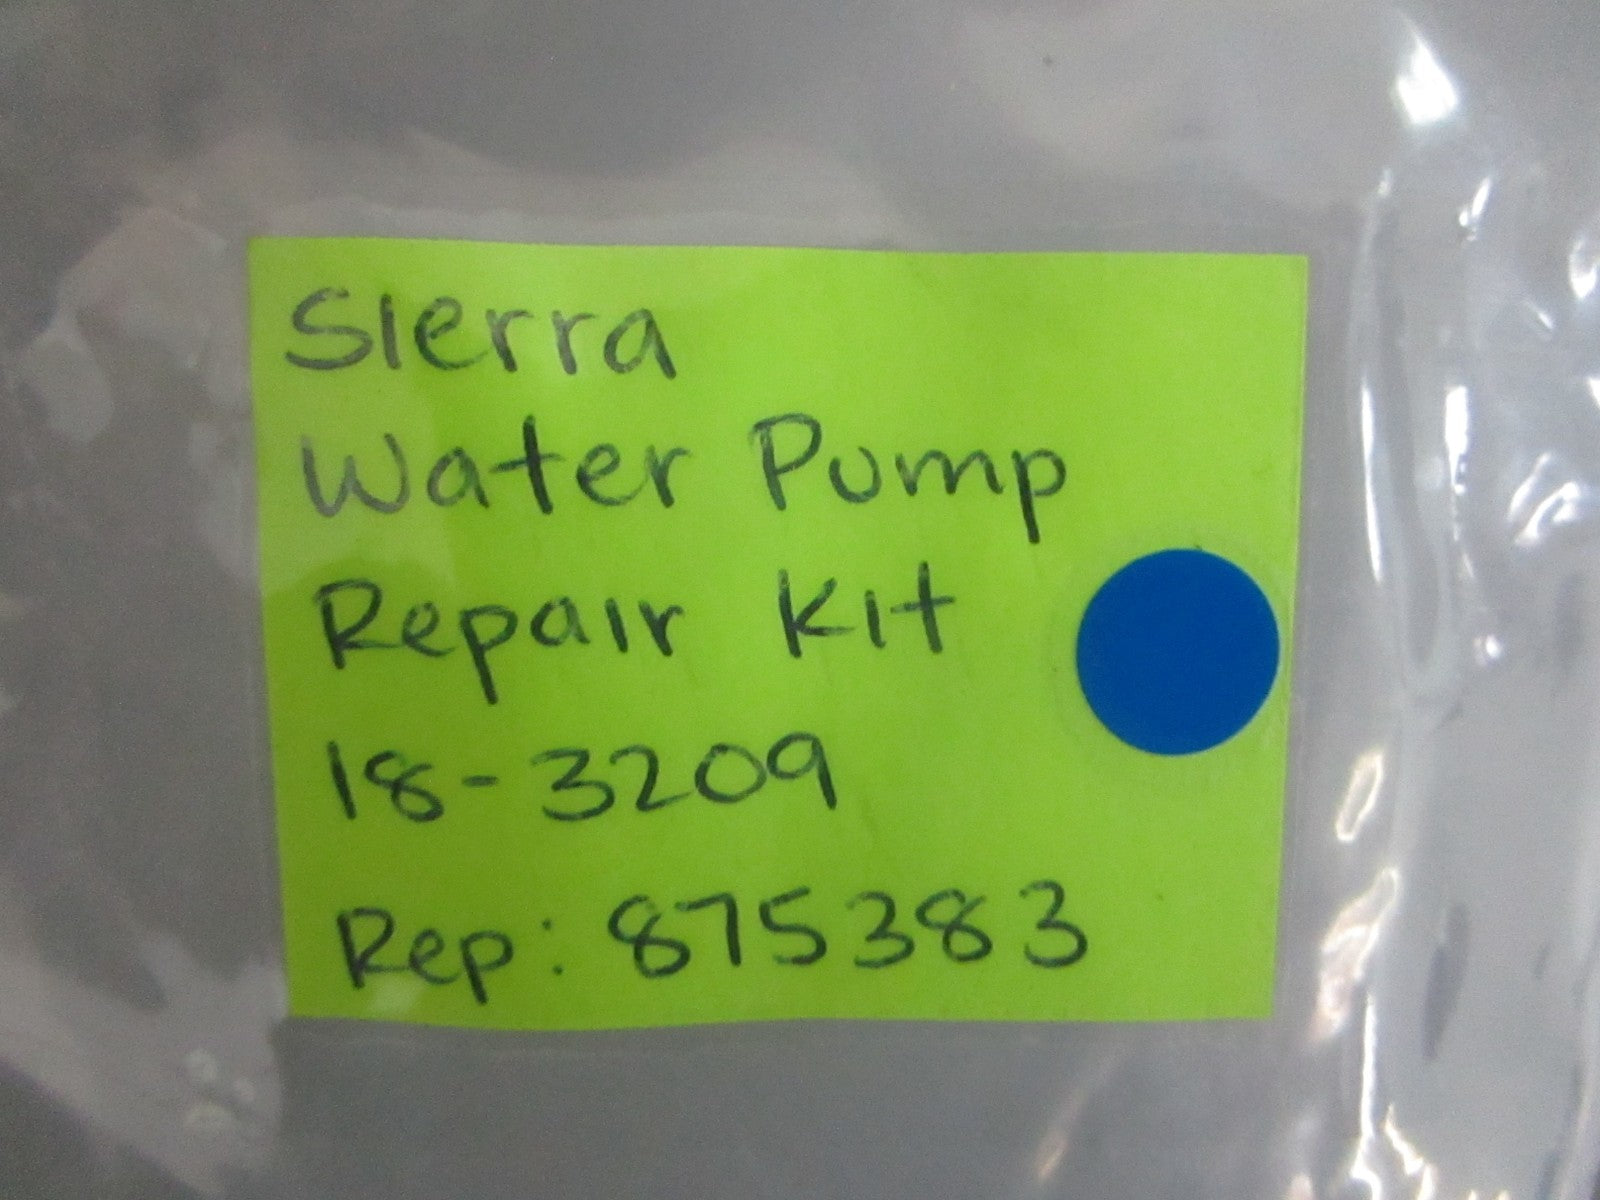 Sierra
Water Pump
Repair Kit
18-3209
Rep: 875383